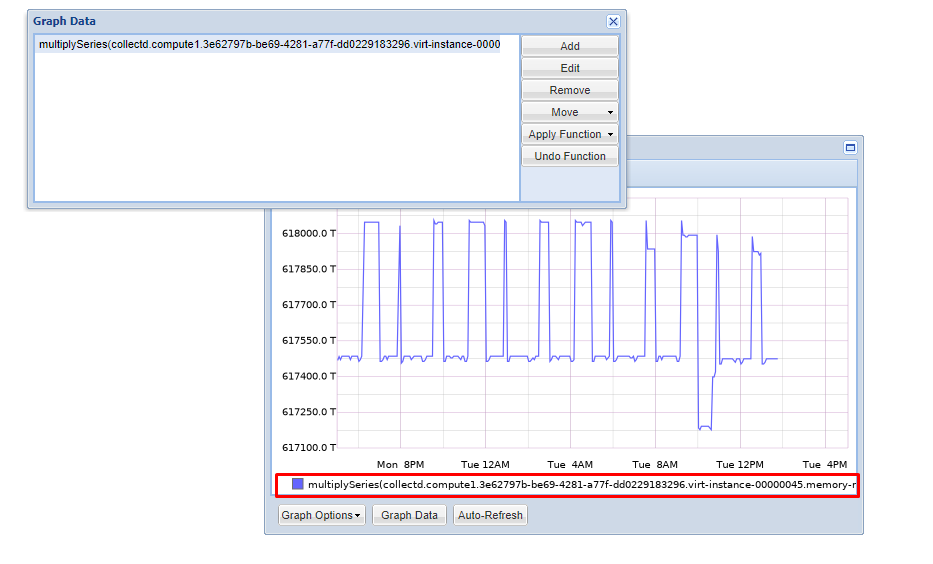 Graph Data
multiplySeries(collectd.compute1.3e62797b-be69-4281-a77f-dd0229183296.virt-instance-0000
Add
Edit
Remove
Move
Apply Function
Undo Function
618000.0 T
617850.0 T
617700.0 T
617550.0 T
617400.0 T
617250.0 T
617100.0 T
Mon 8PM Tue 12AM Tue 4AM Tue 8AM Tue 12PM Tue 4PM
multiplySeries(collectd.compute1.3e62797b-be69-4281-a77f-dd0229183296.virt-instance-00000045.memory-r
Graph Options Graph Data Auto-Refresh